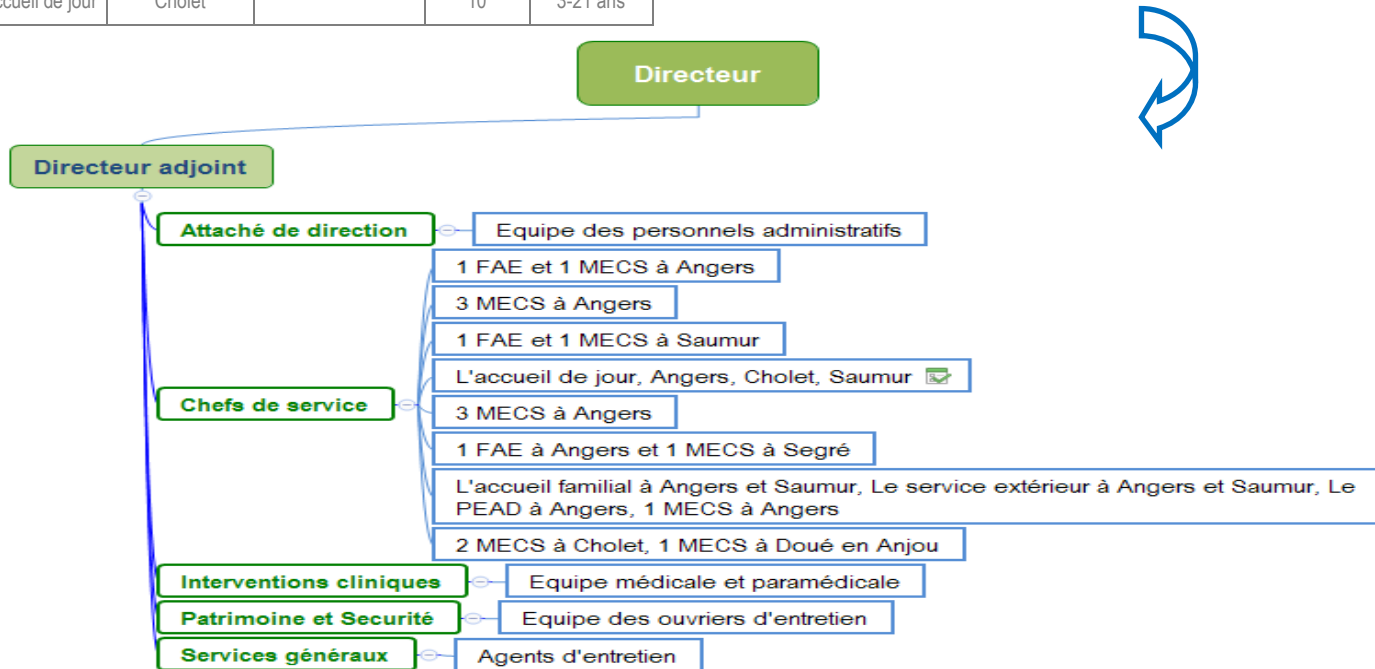 de jour Cholet 10 3-21 ans
Directeur
Directeur adjoint
Attaché de direction
Equipe des personnels administratifs
Chefs de service
1 FAE et 1 MECS à Angers
3 MECS à Angers
1 FAE et 1 MECS à Saumur
L'accueil de jour, Angers, Cholet, Saumur
3 MECS à Angers
1 FAE à Angers et 1 MECS à Segré
L'accueil familial à Angers et Saumur, Le service extérieur à Angers et Saumur, Le
PEAD à Angers, 1 MECS à Angers
2 MECS à Cholet, 1 MECS à Doué en Anjou
Interventions cliniques
Equipe médicale et paramédicale
Patrimoine et Securité
Equipe des ouvriers d'entretien
Services généraux
Agents d'entretien